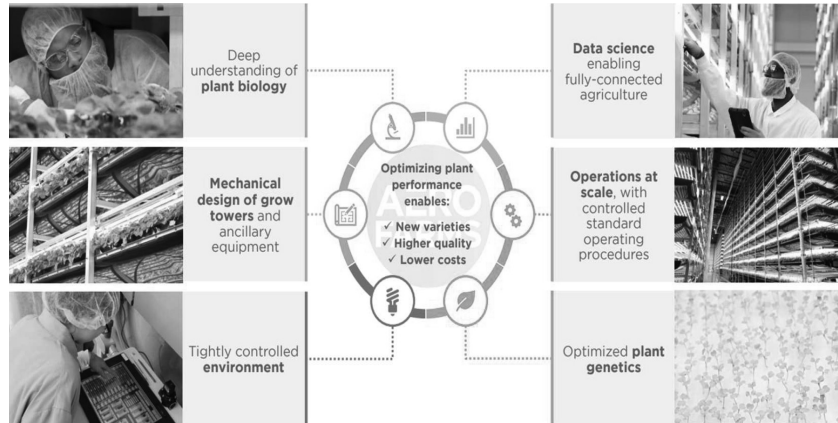 Deep
understanding of
plant biology
Mechanical
design of grow
towers and
ancillary
equipment
Tightly controlled
environment
AERO
FARMS
Optimizing plant
performance
enables:
✓ New varieties
✓ Higher quality
✓ Lower costs
Data science
enabling
fully-connected
agriculture
Operations at
scale, with
controlled
standard
operating
procedures
Optimized plant
genetics